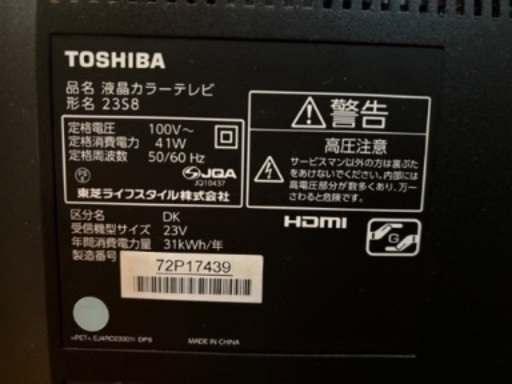 TOSHIBA
品名 液晶カラーテレビ
形名 23S8
定格電圧 100V～
定格消費電力 41W
定格周波数 50/60 Hz
PS E
JQA
JQ10437
東芝ライフスタイル株式会社
区分名 DK
受信機型サイズ 23V
年間消費電力量 31kWh/年
製造番号
72P17439
警告
高圧注意
サービスマン以外の方は裏ぶた
をあけないでください。内部には
高電圧部分が数多くあり、万一
さわると危険です。
HDMI
G
MADE IN CHINA